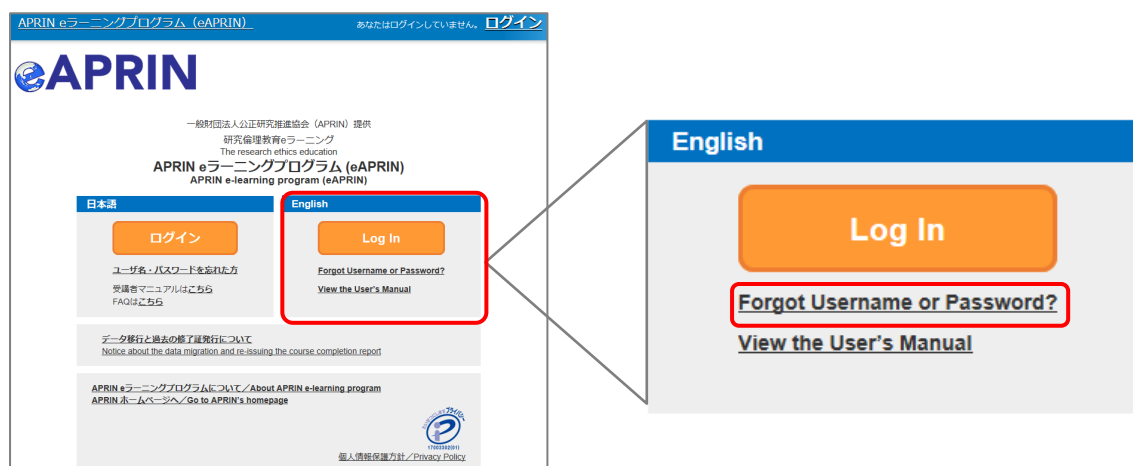 APRIN eラーニングプログラム（eAPRIN）
あなたはログインしていません。 ログイン
eAPRIN
一般財団法人公正研究推進協会（APRIN）提供
研究倫理教育eラーニング
The research ethics education
APRIN eラーニングプログラム (eAPRIN)
APRIN e-learning program (eAPRIN)
日本語
ログイン
ユーザ名・パスワードを忘れた方
受講者マニュアルはこちら
FAQはこちら
English
Log In
Forgot Username or Password?
View the User's Manual
データ移行と過去の修了証発行について
Notice about the data migration and re-issuing the course completion report
APRIN eラーニングプログラムについて／About APRIN e-learning program
APRIN ホームページへ／Go to APRIN's homepage
個人情報保護方針／Privacy Policy
English
Log In
Forgot Username or Password?
View the User's Manual